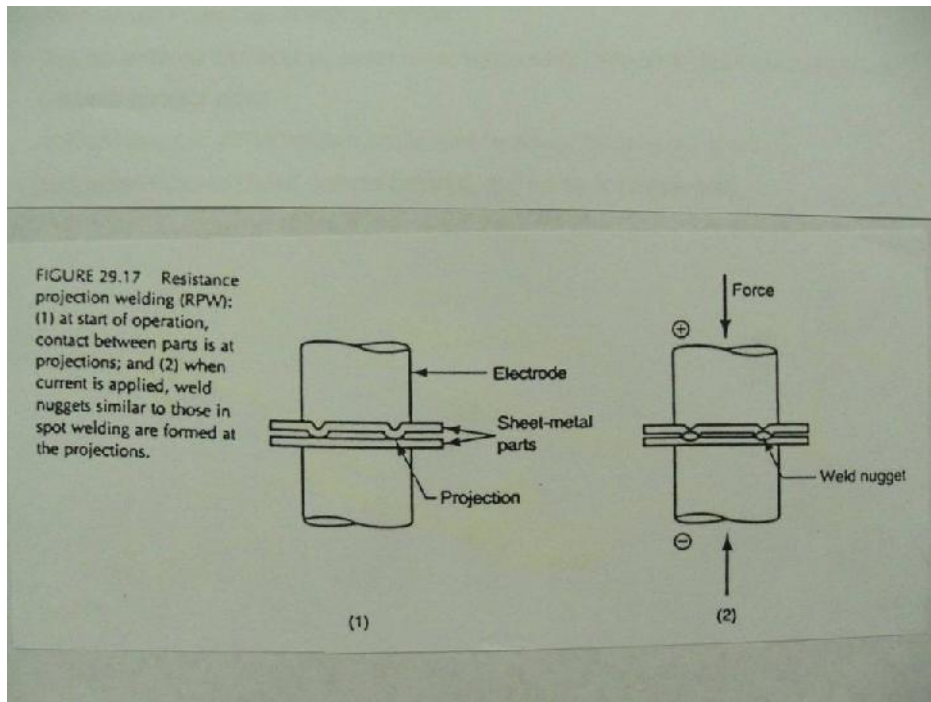 FIGURE 29.17 Resistance
projection welding (RPW):
(1) at start of operation,
contact between parts is at
projections; and (2) when
current is applied, weld
nuggets similar to those in
spot welding are formed at
the projections.
Electrode
Sheet-metal
parts
Projection
(1)
Force
+
Weld nugget
−
(2)